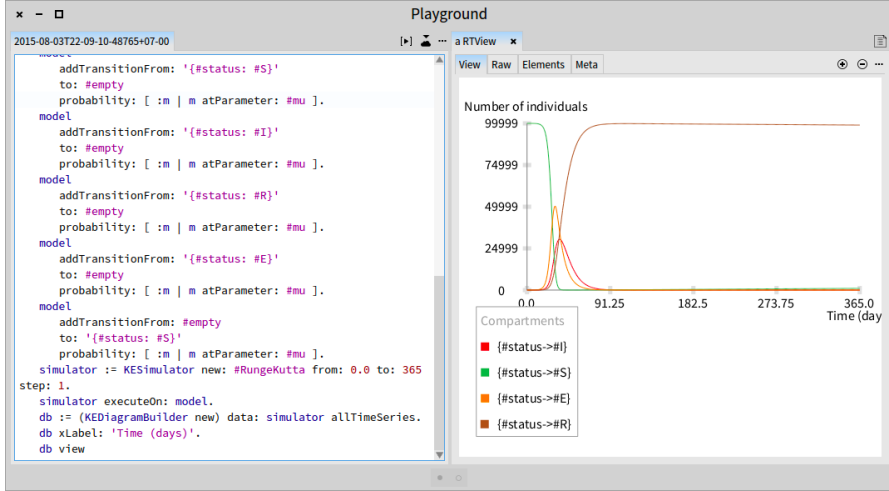 Playground
2015-08-03T22-09-10-48765+07-00
addTransitionFrom: '{#status: #S}'
to: #empty
probability: [ :m | m atParameter: #mu ].
model
addTransitionFrom: '{#status: #I}'
to: #empty
probability: [ :m | m atParameter: #mu ].
model
addTransitionFrom: '{#status: #R}'
to: #empty
probability: [ :m | m atParameter: #mu ].
model
addTransitionFrom: '{#status: #E}'
to: #empty
probability: [ :m | m atParameter: #mu ].
model
addTransitionFrom: #empty
to: '{#status: #S}'
probability: [ :m | m atParameter: #mu ].
simulator := KESimulator new: #RungeKutta from: 0.0 to: 365
step: 1.
simulator executeOn: model.
db := (KEDiagramBuilder new) data: simulator allTimeSeries.
db xLabel: 'Time (days)'.
db view
a RTView
View Raw Elements Meta
Number of individuals
99999
74999
49999
24999
0
0.0 91.25 182.5 273.75 365.0
Time (day
Compartments
{#status->#I}
{#status->#S}
{#status->#E}
{#status->#R}